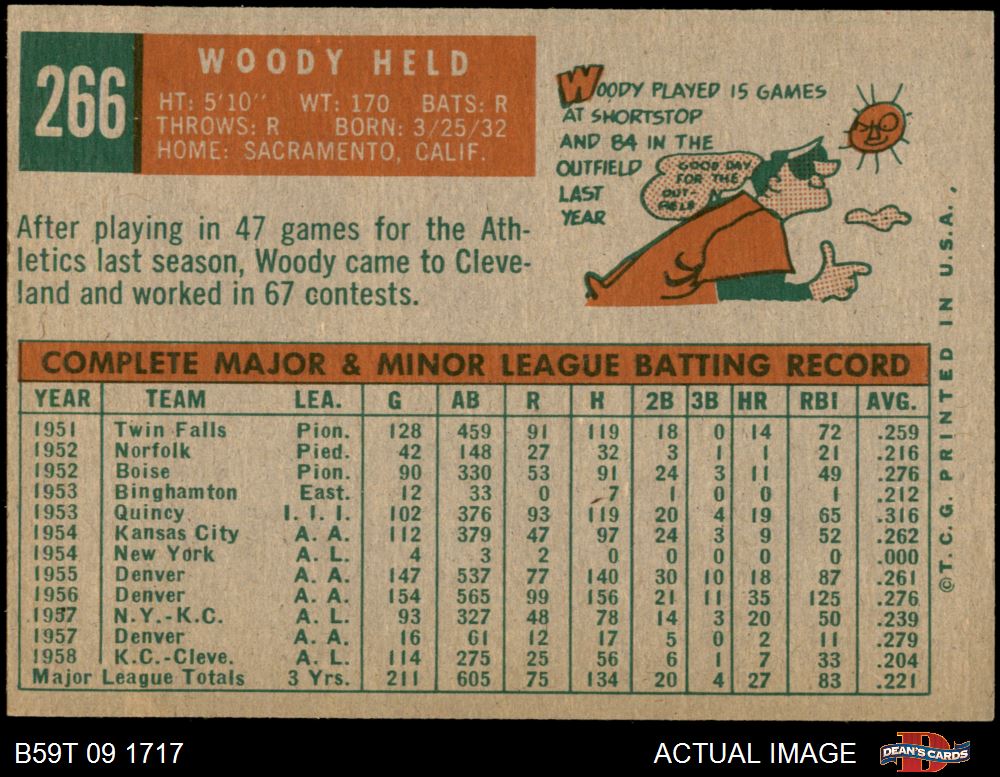 266
WOODY HELD
HT: 5'10" WT: 170 BATS: R
THROWS: R BORN: 3/25/32
HOME: SACRAMENTO, CALIF.
WOODY PLAYED 15 GAMES
AT SHORTSTOP
AND 84 IN THE
OUTFIELD
LAST
YEAR
GOOD DAY
FOR THE
OUT-
FIELD
After playing in 47 games for the Ath-
letics last season, Woody came to Cleve-
land and worked in 67 contests.
COMPLETE MAJOR & MINOR LEAGUE BATTING RECORD
YEAR TEAM LEA. G AB R H 2B 3B HR RBI AVG.
1951 Twin Falls Pion. 128 459 91 119 18 0 14 72 .259
1952 Norfolk Pied. 42 148 27 32 3 1 1 21 .216
1952 Boise Pion. 90 330 53 91 24 3 11 49 .276
1953 Binghamton East. 12 33 0 7 1 0 0 1 .212
1953 Quincy I. I. I. 102 376 93 119 20 4 19 65 .316
1954 Kansas City A. A. 112 379 47 97 24 3 9 52 .262
1954 New York A. L. 4 3 2 0 0 0 0 0 .000
1955 Denver A. A. 147 537 77 140 30 10 18 87 .261
1956 Denver A. A. 154 565 99 156 21 11 35 125 .276
1957 N.Y.-K.C. A. L. 93 327 48 78 14 3 20 50 .239
1957 Denver A. A. 16 61 12 17 5 0 2 11 .279
1958 K.C.-Cleve. A. L. 114 275 25 56 6 1 7 33 .204
Major League Totals 3 Yrs. 211 605 75 134 20 4 27 83 .221
©T. C. G. PRINTED IN U.S.A.
B59T 09 1717
ACTUAL IMAGE
DEAN'S CARDS